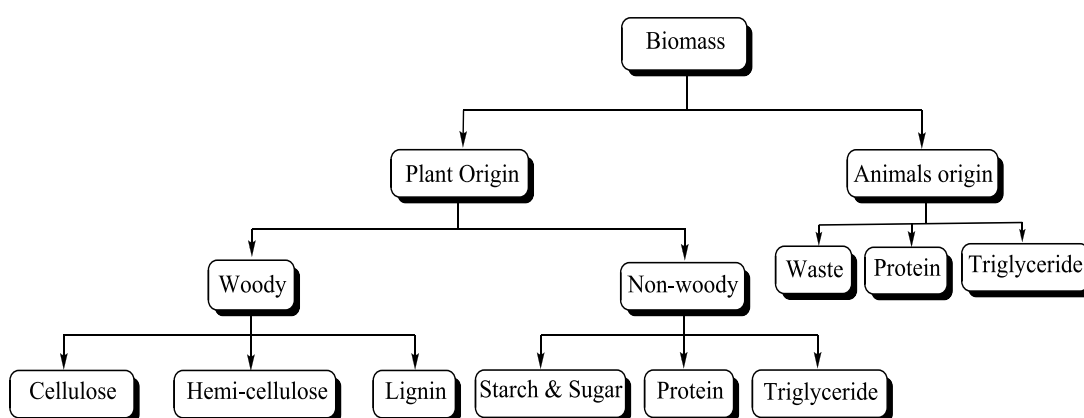 Biomass
Plant Origin
Animals origin
Woody
Non-woody
Waste
Protein
Triglyceride
Cellulose
Hemi-cellulose
Lignin
Starch & Sugar
Protein
Triglyceride